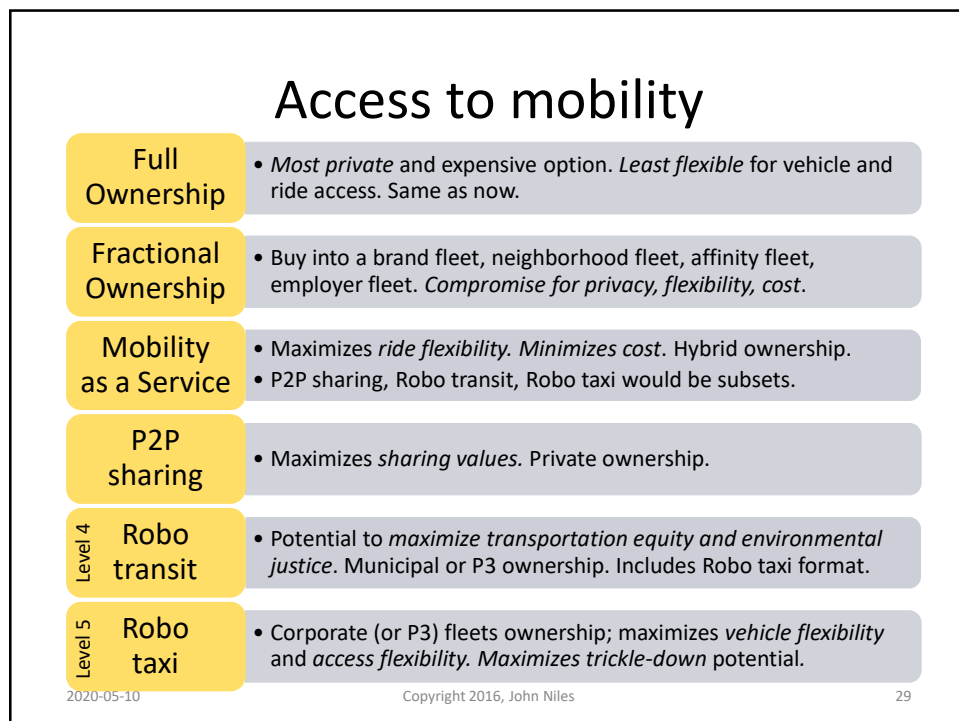 Access to mobility
Full
Ownership
• Most private and expensive option. Least flexible for vehicle and
ride access. Same as now.
Fractional
Ownership
• Buy into a brand fleet, neighborhood fleet, affinity fleet,
employer fleet. Compromise for privacy, flexibility, cost.
Mobility
as a Service
• Maximizes ride flexibility. Minimizes cost. Hybrid ownership.
• P2P sharing, Robo transit, Robo taxi would be subsets.
P2P
sharing
• Maximizes sharing values. Private ownership.
Level 4
Robo
transit
• Potential to maximize transportation equity and environmental
justice. Municipal or P3 ownership. Includes Robo taxi format.
Level 5
Robo
taxi
• Corporate (or P3) fleets ownership; maximizes vehicle flexibility
and access flexibility. Maximizes trickle-down potential.
2020-05-10
Copyright 2016, John Niles
29